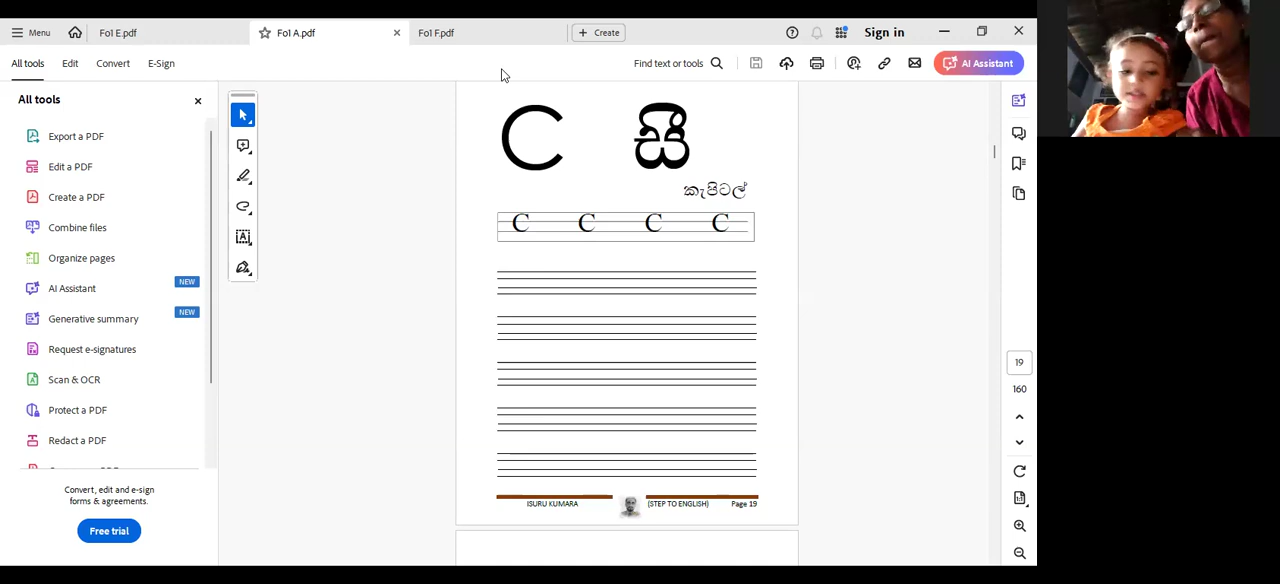 Menu
Fo1 E.pdf
Fo1 A.pdf
Fo1 F.pdf
Create
Sign in
All tools
Edit
Convert
E-Sign
Find text or tools
AI Assistant
All tools
Export a PDF
Edit a PDF
Create a PDF
Combine files
Organize pages
AI Assistant NEW
Generative summary NEW
Request e-signatures
Scan & OCR
Protect a PDF
Redact a PDF
Convert, edit and e-sign
forms & agreements.
Free trial
C සී
කැපිටල්
C C C C
ISURU KUMARA (STEP TO ENGLISH) Page 19
19
160